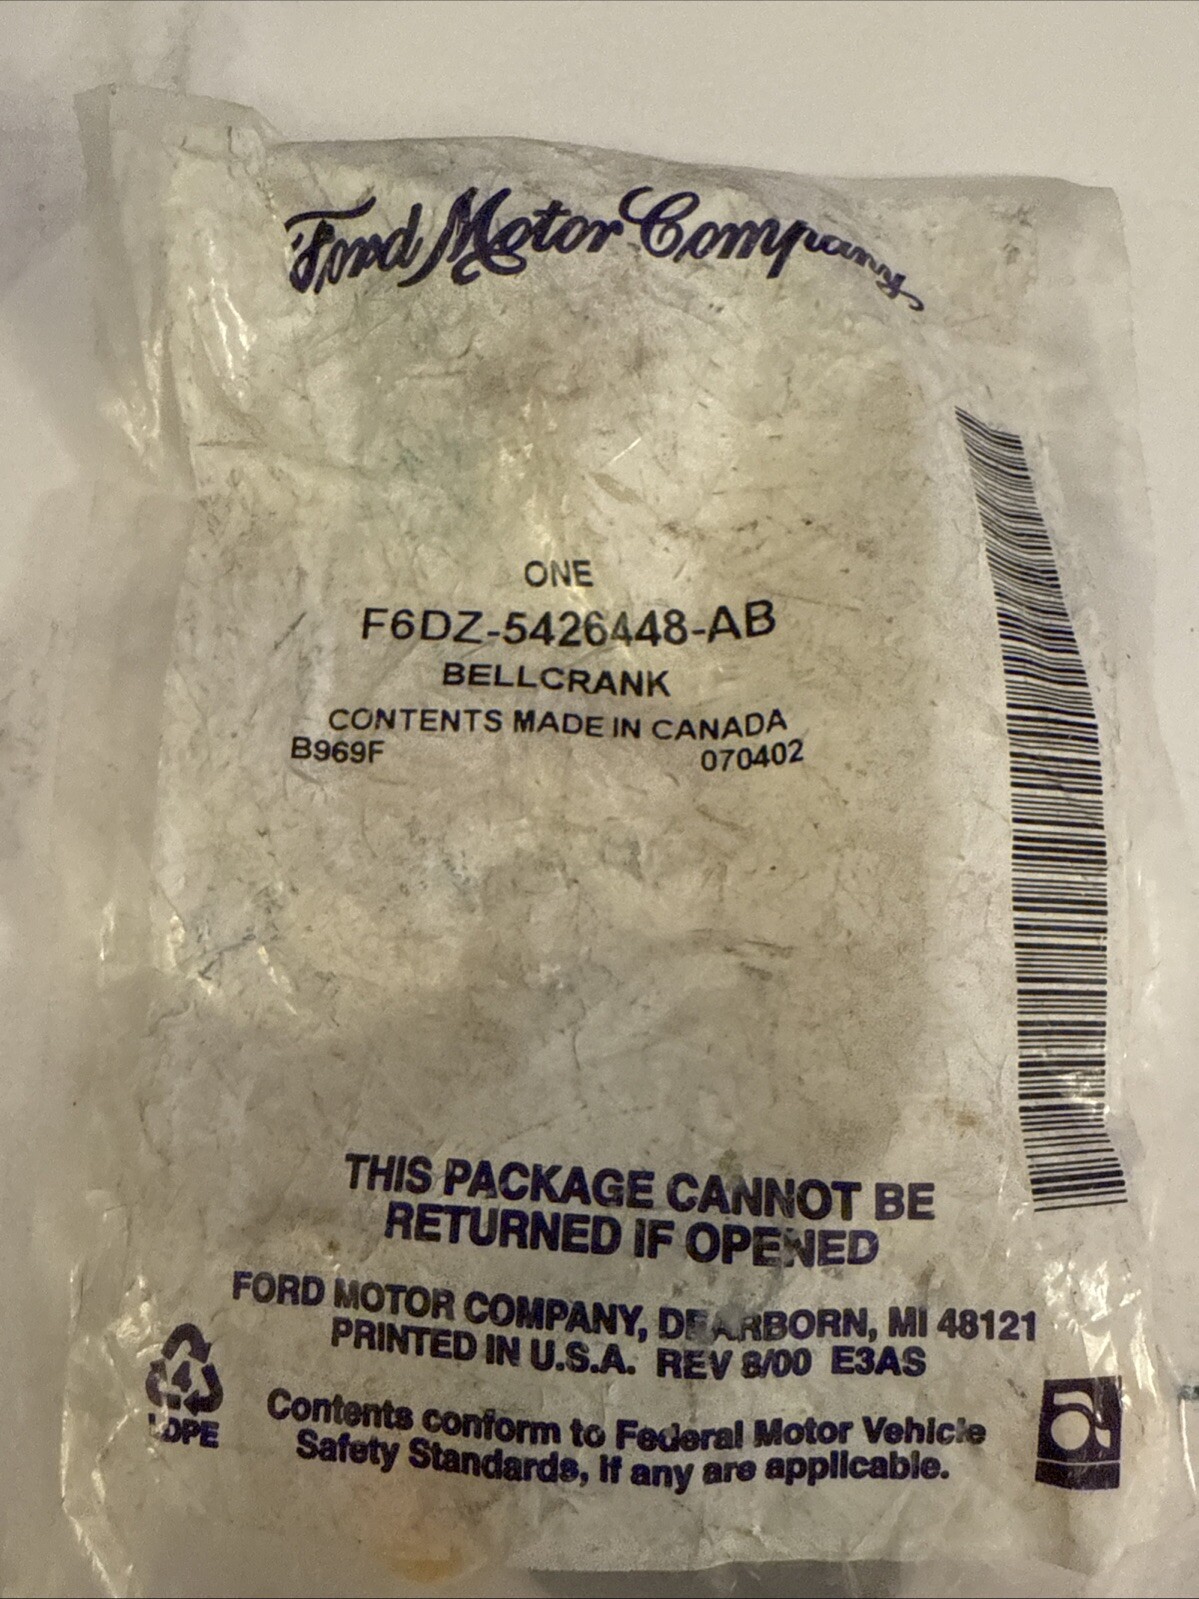 Ford Motor Company
ONE
F6DZ-5426448-AB
BELLCRANK
CONTENTS MADE IN CANADA
B969F 070402
THIS PACKAGE CANNOT BE
RETURNED IF OPENED
FORD MOTOR COMPANY, DEARBORN, MI 48121
PRINTED IN U.S.A. REV 8/00 E3AS
4
LDPE
Contents conform to Federal Motor Vehicle
Safety Standards, if any are applicable.